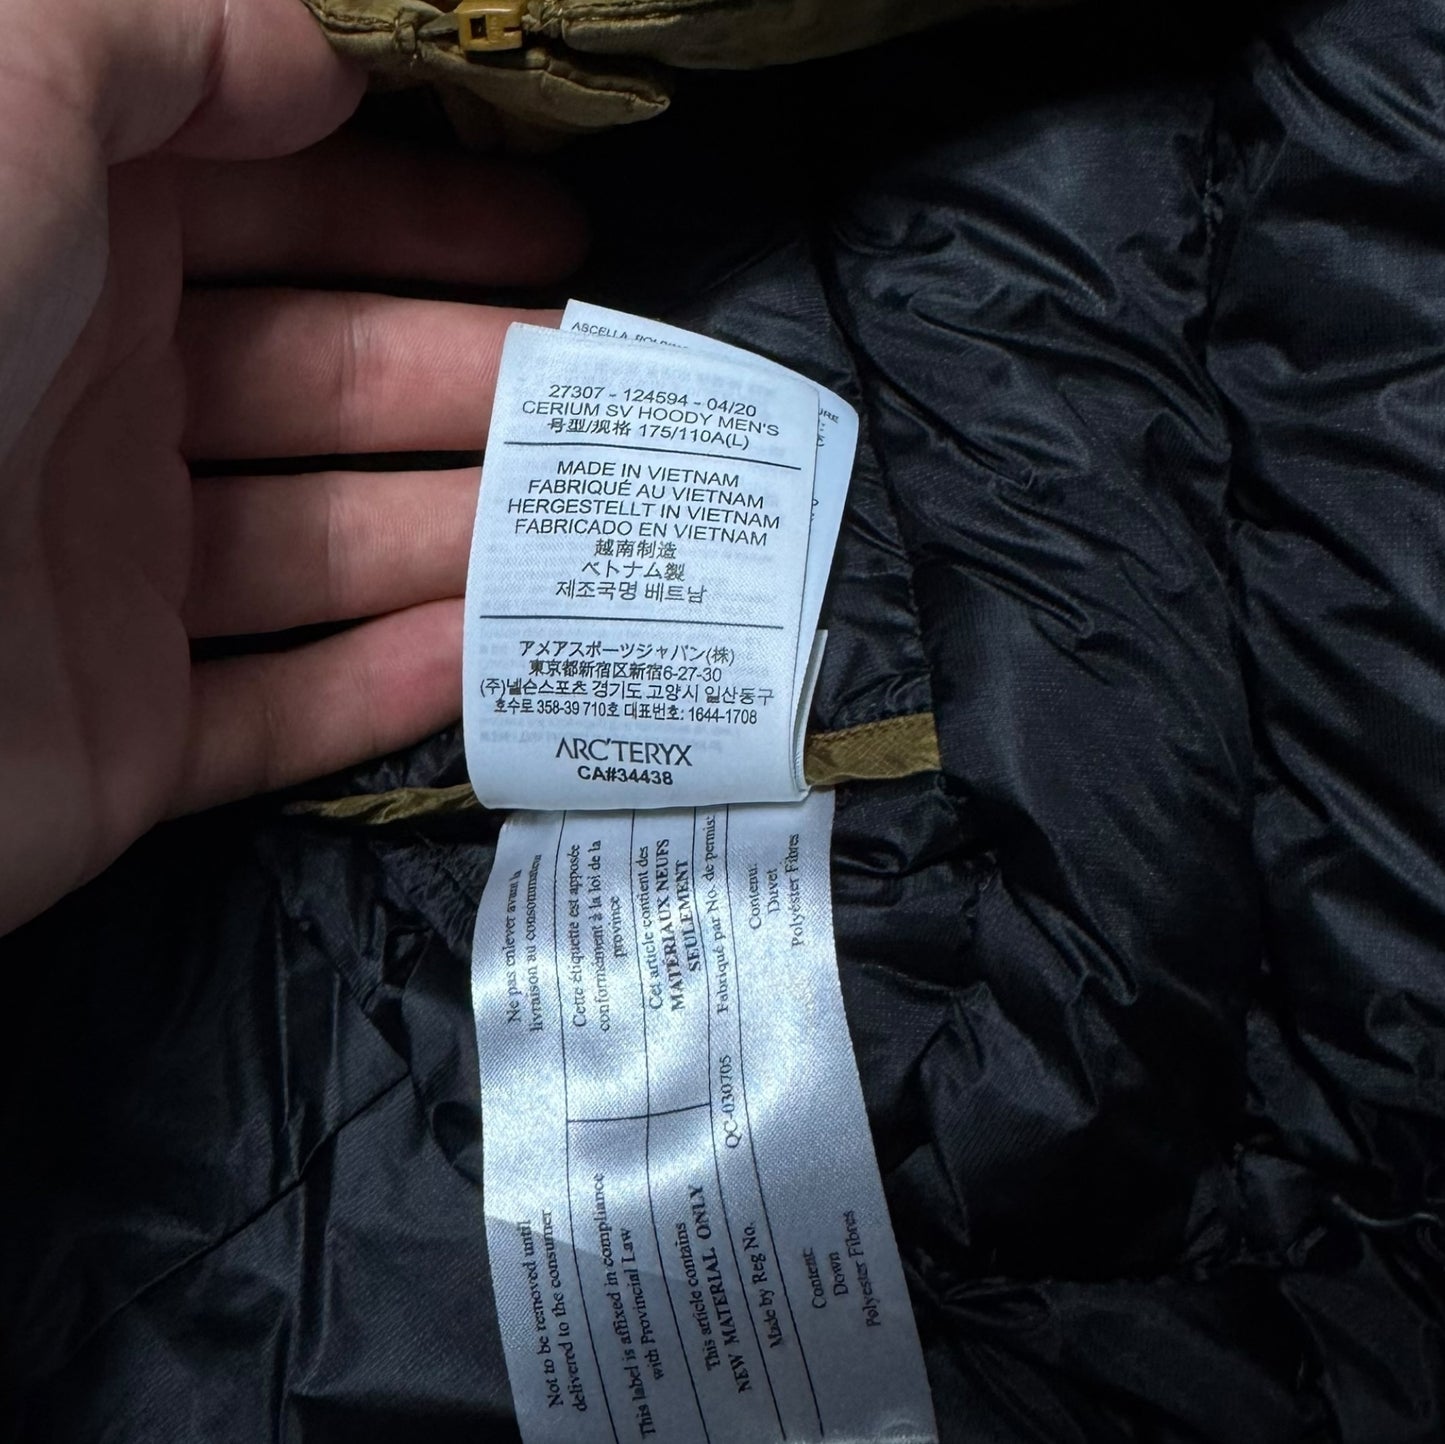 ASCELLA
URE
27307 - 124594 - 04/20
CERIUM SV HOODY MEN'S
号型/规格 175/110A(L)
MADE IN VIETNAM
FABRIQUÉ AU VIETNAM
HERGESTELLT IN VIETNAM
FABRICADO EN VIETNAM
越南制造
ベトナム製
제조국명 베트남
アメアスポーツジャパン(株)
東京都新宿区新宿6-27-30
(주)넬슨스포츠 경기도 고양시 일산동구
호수로 358-39 710호 대표번호: 1644-1708
ARC'TERYX
CA#34438
Ne pas enlever avant la
livraison au consommateur
Cette étiquette est apposée
conformément à la loi de la
province
Cet article contient des
MATÉRIAUX NEUFS
SEULEMENT
Fabriqué par No. de permis:
Contenu:
Duvet
Polyester Fibres
QC-030705
Not to be removed until
delivered to the consumer
This label is affixed in compliance
with Provincial Law
This article contains
NEW MATERIAL ONLY
Made by Reg No.
Content:
Down
Polyester Fibres